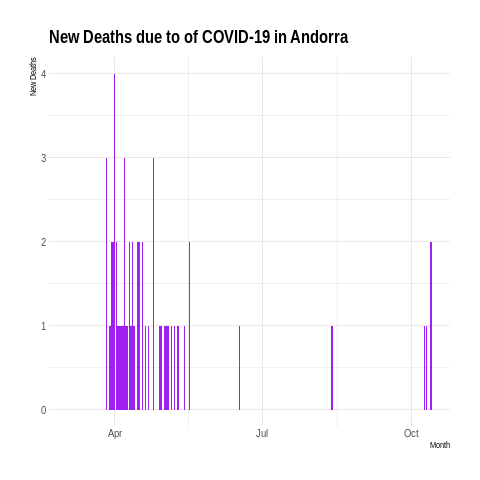 New Deaths due to of COVID-19 in Andorra
New Deaths
4
3
2
1
0
Apr Jul Oct
Month